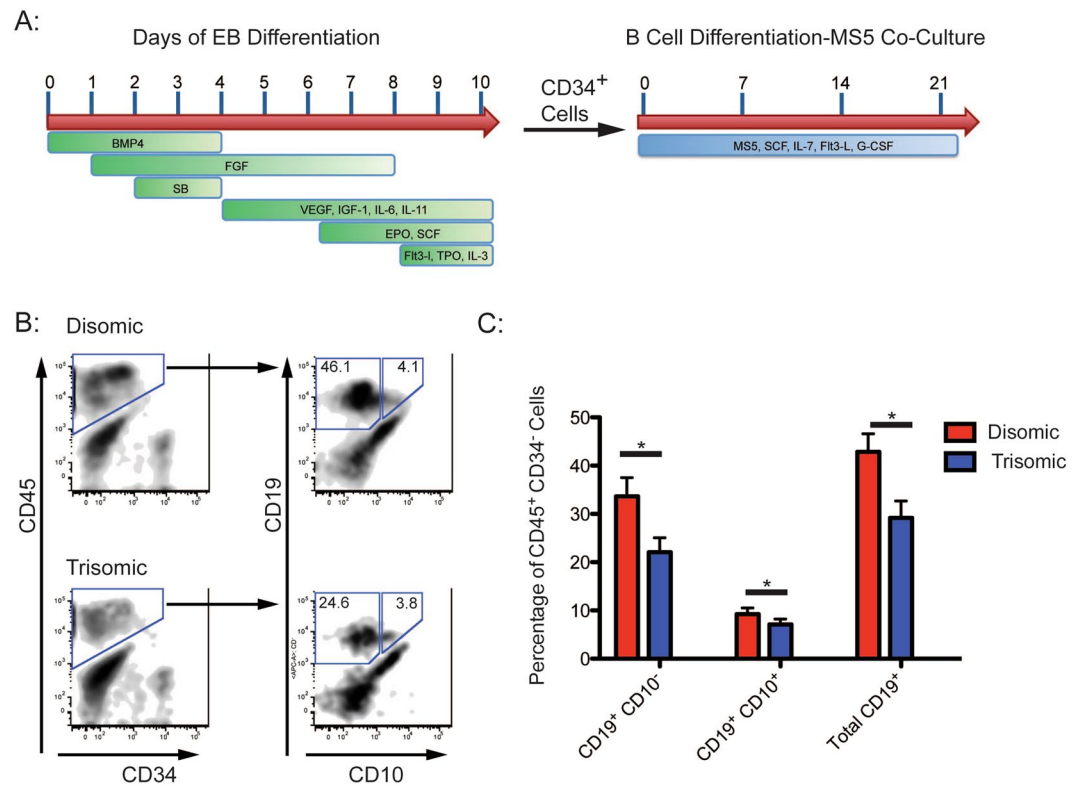 A:
Days of EB Differentiation
B Cell Differentiation-MS5 Co-Culture
0 1 2 3 4 5 6 7 8 9 10
CD34+
Cells
0 7 14 21
BMP4
FGF
SB
VEGF, IGF-1, IL-6, IL-11
EPO, SCF
Flt3-l, TPO, IL-3
MS5, SCF, IL-7, Flt3-L, G-CSF
B:
Disomic
46.1
4.1
CD45
CD19
Trisomic
24.6
3.8
CD34
CD10
C:
Percentage of CD45+ CD34- Cells
50
40
30
20
10
0
*
*
*
Disomic
Trisomic
CD19+ CD10-
CD19+ CD10+
Total CD19+